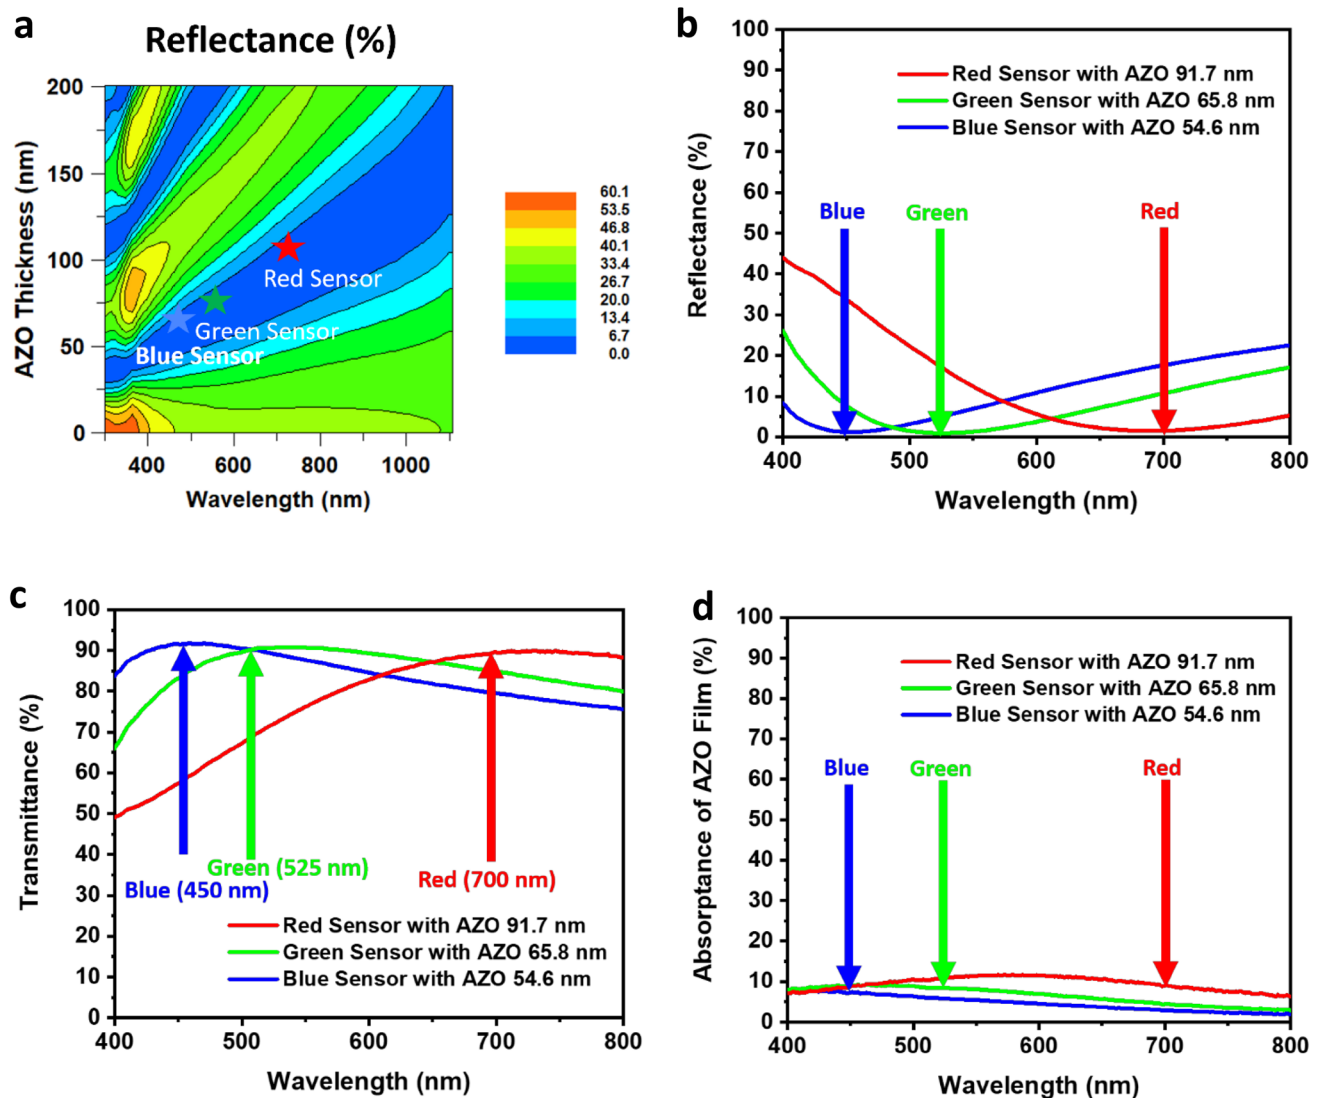 a
Reflectance (%)
AZO Thickness (nm)
200
150
100
50
0
400
600
800
1000
Wavelength (nm)
Red Sensor
Green Sensor
Blue Sensor
60.1
53.5
46.8
40.1
33.4
26.7
20.0
13.4
6.7
0.0
b
Reflectance (%)
100
90
80
70
60
50
40
30
20
10
0
400
500
600
700
800
Wavelength (nm)
Red Sensor with AZO 91.7 nm
Green Sensor with AZO 65.8 nm
Blue Sensor with AZO 54.6 nm
Blue
Green
Red
c
Transmittance (%)
100
90
80
70
60
50
40
30
20
10
0
400
500
600
700
800
Wavelength (nm)
Green (525 nm)
Blue (450 nm)
Red (700 nm)
Red Sensor with AZO 91.7 nm
Green Sensor with AZO 65.8 nm
Blue Sensor with AZO 54.6 nm
d
Absorptance of AZO Film (%)
100
90
80
70
60
50
40
30
20
10
0
400
500
600
700
800
Wavelength (nm)
Red Sensor with AZO 91.7 nm
Green Sensor with AZO 65.8 nm
Blue Sensor with AZO 54.6 nm
Blue
Green
Red